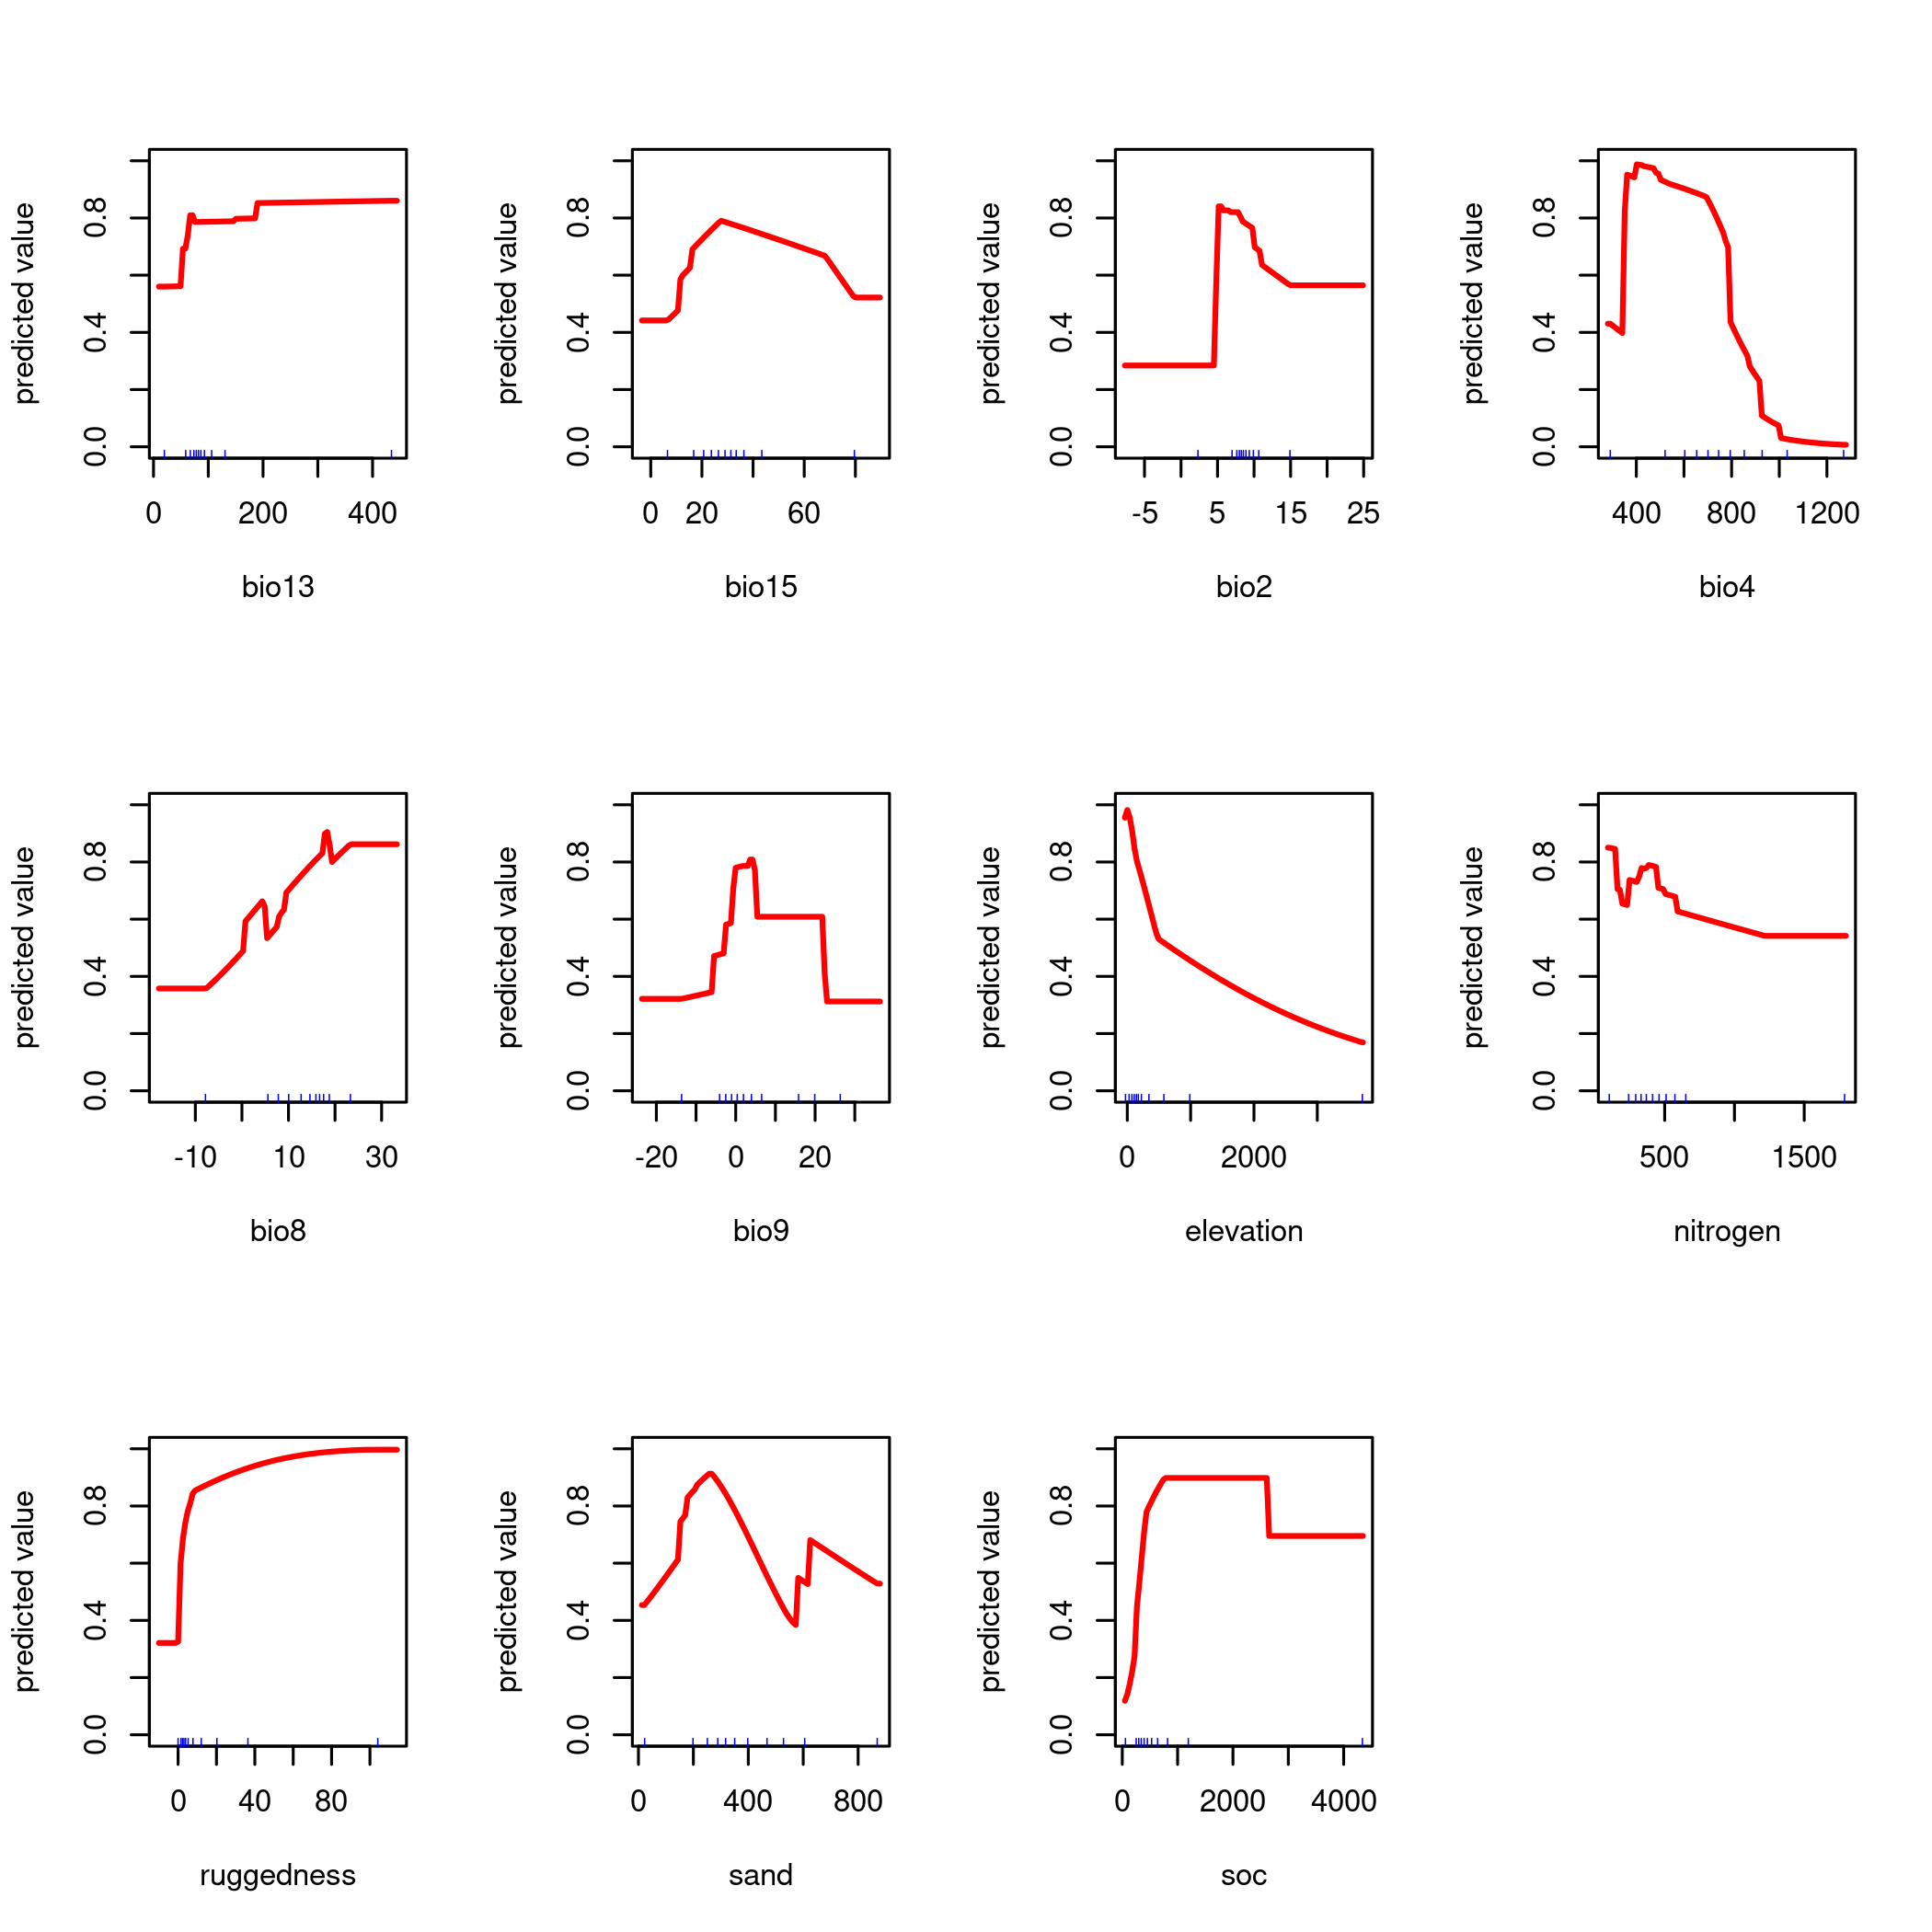 predicted value
0.0 0.4 0.8
0 200 400
bio13
predicted value
0.0 0.4 0.8
0 20 60
bio15
predicted value
0.0 0.4 0.8
-5 5 15 25
bio2
predicted value
0.0 0.4 0.8
400 800 1200
bio4
predicted value
0.0 0.4 0.8
-10 10 30
bio8
predicted value
0.0 0.4 0.8
-20 0 20
bio9
predicted value
0.0 0.4 0.8
0 2000
elevation
predicted value
0.0 0.4 0.8
500 1500
nitrogen
predicted value
0.0 0.4 0.8
0 40 80
ruggedness
predicted value
0.0 0.4 0.8
0 400 800
sand
predicted value
0.0 0.4 0.8
0 2000 4000
soc